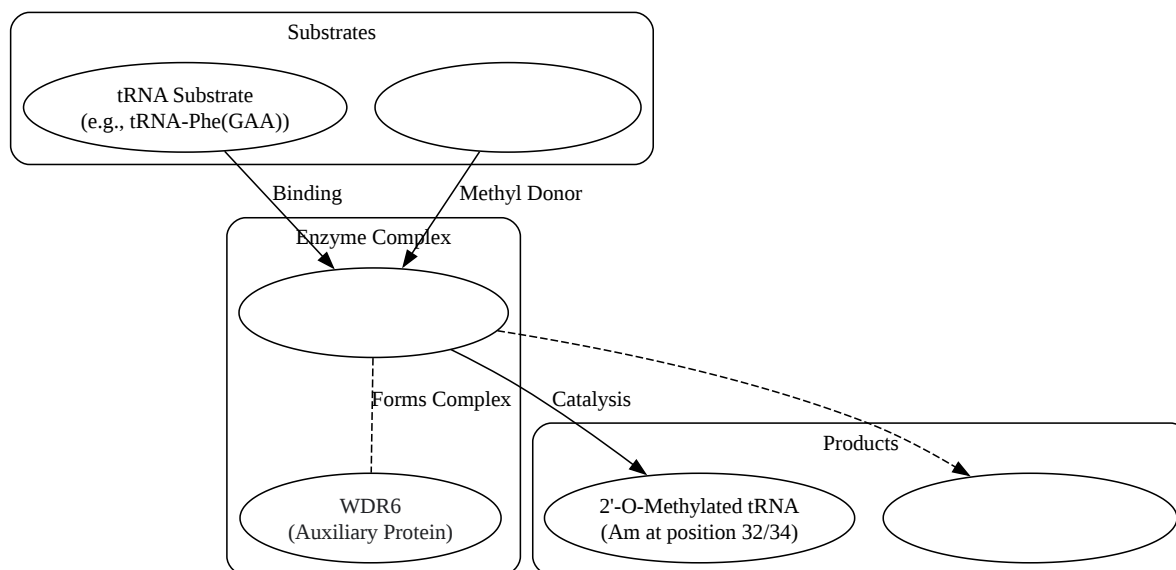 Substrates
tRNA Substrate
(e.g., tRNA-Phe(GAA))
Binding
Methyl Donor
Enzyme Complex
Forms Complex
Catalysis
Products
WDR6
(Auxiliary Protein)
2'-O-Methylated tRNA
(Am at position 32/34)